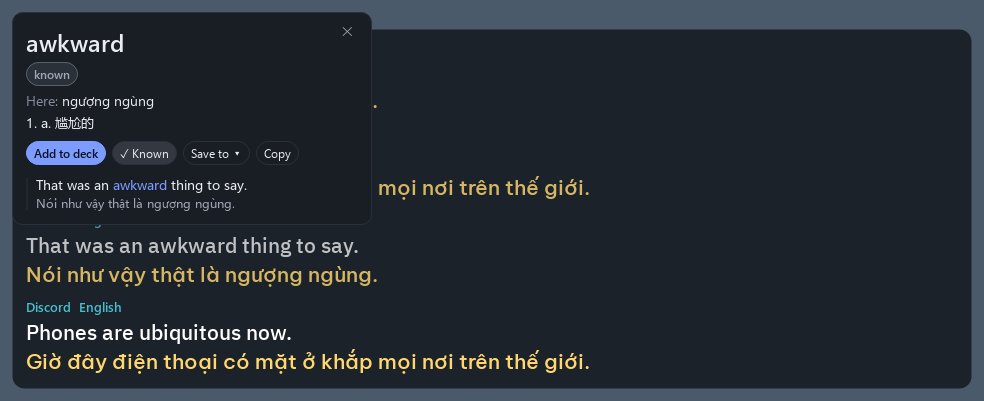 awkward
known
Here: ngượng ngùng
1. a. 尴尬的
Add to deck
✓ Known
Save to ▾
Copy
That was an awkward thing to say.
Nói như vậy thật là ngượng ngùng.
mọi nơi trên thế giới.
That was an awkward thing to say.
Nói như vậy thật là ngượng ngùng.
Discord English
Phones are ubiquitous now.
Giờ đây điện thoại có mặt ở khắp mọi nơi trên thế giới.